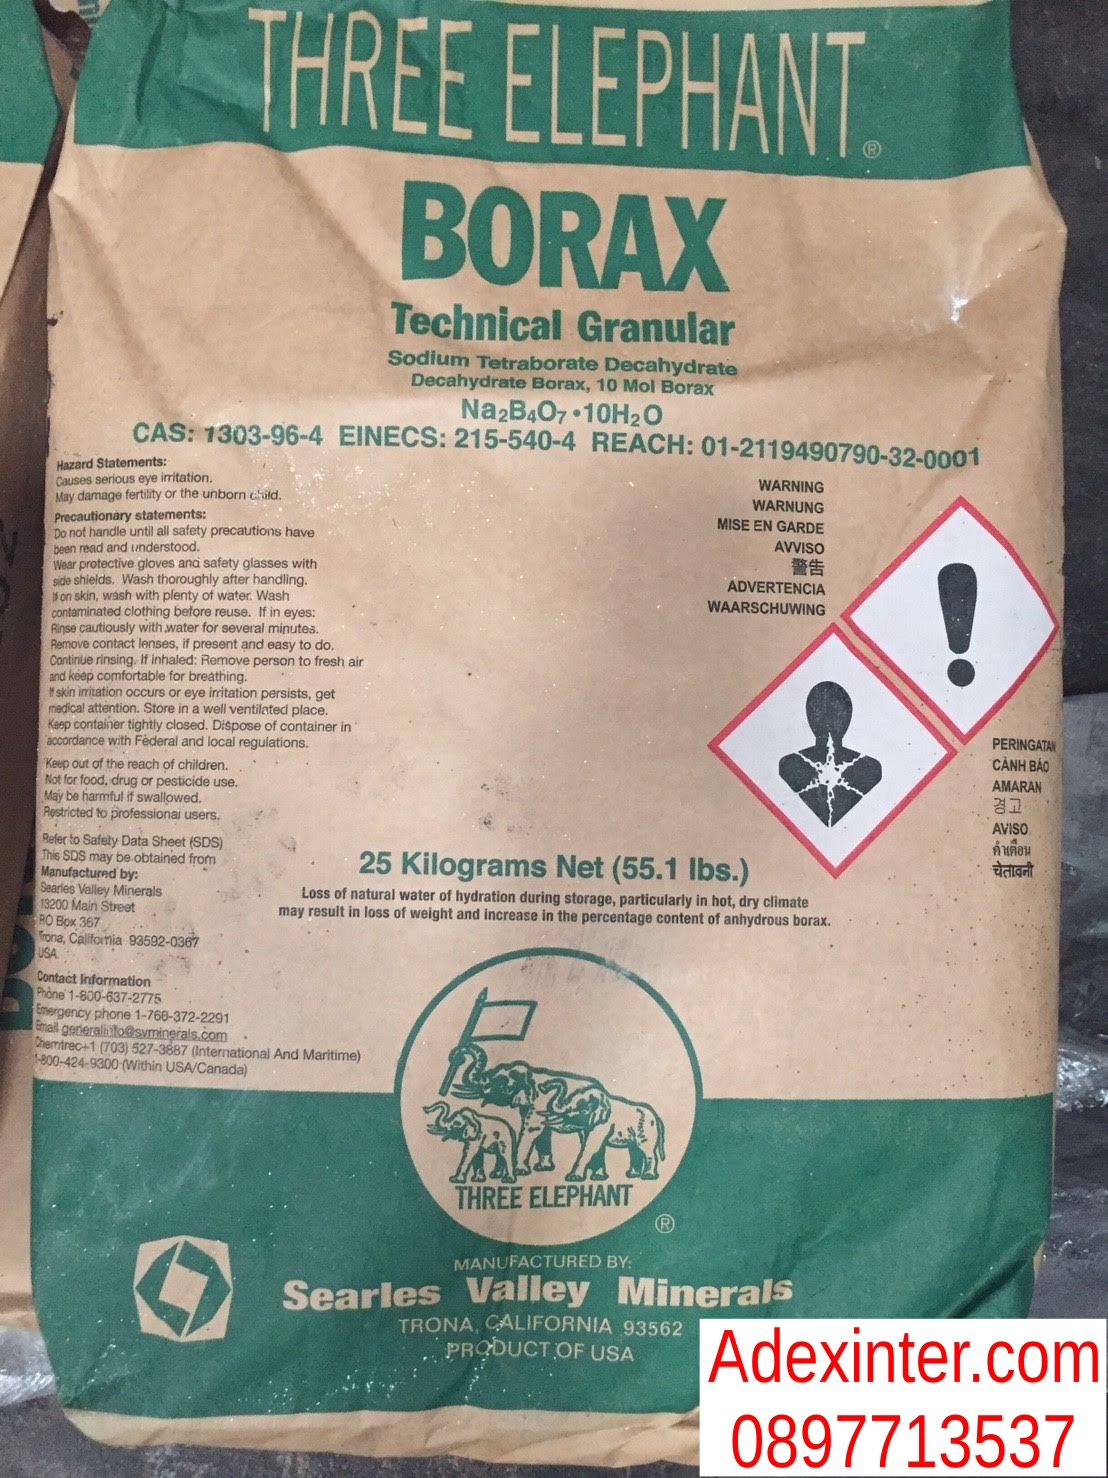 THREE ELEPHANT®
BORAX
Technical Granular
Sodium Tetraborate Decahydrate
Decahydrate Borax, 10 Mol Borax
Na₂B₄O₇•10H₂O
CAS: 1303-96-4 EINECS: 215-540-4 REACH: 01-2119490790-32-0001
Hazard Statements:
Causes serious eye irritation.
May damage fertility or the unborn child.
Precautionary statements:
Do not handle until all safety precautions have
been read and understood.
Wear protective gloves and safety glasses with
side shields. Wash thoroughly after handling.
If on skin, wash with plenty of water. Wash
contaminated clothing before reuse. If in eyes:
Rinse cautiously with water for several minutes.
Remove contact lenses, if present and easy to do.
Continue rinsing. If inhaled: Remove person to fresh air
and keep comfortable for breathing.
If skin irritation occurs or eye irritation persists, get
medical attention. Store in a well ventilated place.
Keep container tightly closed. Dispose of container in
accordance with Federal and local regulations.
Keep out of the reach of children.
Not for food, drug or pesticide use.
May be harmful if swallowed.
Restricted to professional users.
Refer to Safety Data Sheet (SDS)
This SDS may be obtained from
Manufactured by:
Searles Valley Minerals
13200 Main Street
PO Box 367
Trona, California 93592-0367
USA
Contact Information
Phone 1-800-637-2775
Emergency phone 1-760-372-2291
Email generalinfo@svminerals.com
Chemtrec+1 (703) 527-3887 (International And Maritime)
1-800-424-9300 (Within USA/Canada)
WARNING
WARNUNG
MISE EN GARDE
AVVISO
警告
ADVERTENCIA
WAARSCHUWING
PERINGATAN
CẢNH BÁO
AMARAN
경고
AVISO
คำเตือน
चेतावनी
25 Kilograms Net (55.1 lbs.)
Loss of natural water of hydration during storage, particularly in hot, dry climate
may result in loss of weight and increase in the percentage content of anhydrous borax.
THREE ELEPHANT
®
MANUFACTURED BY:
Searles Valley Minerals
TRONA, CALIFORNIA 93562
PRODUCT OF USA
Adexinter.com
0897713537